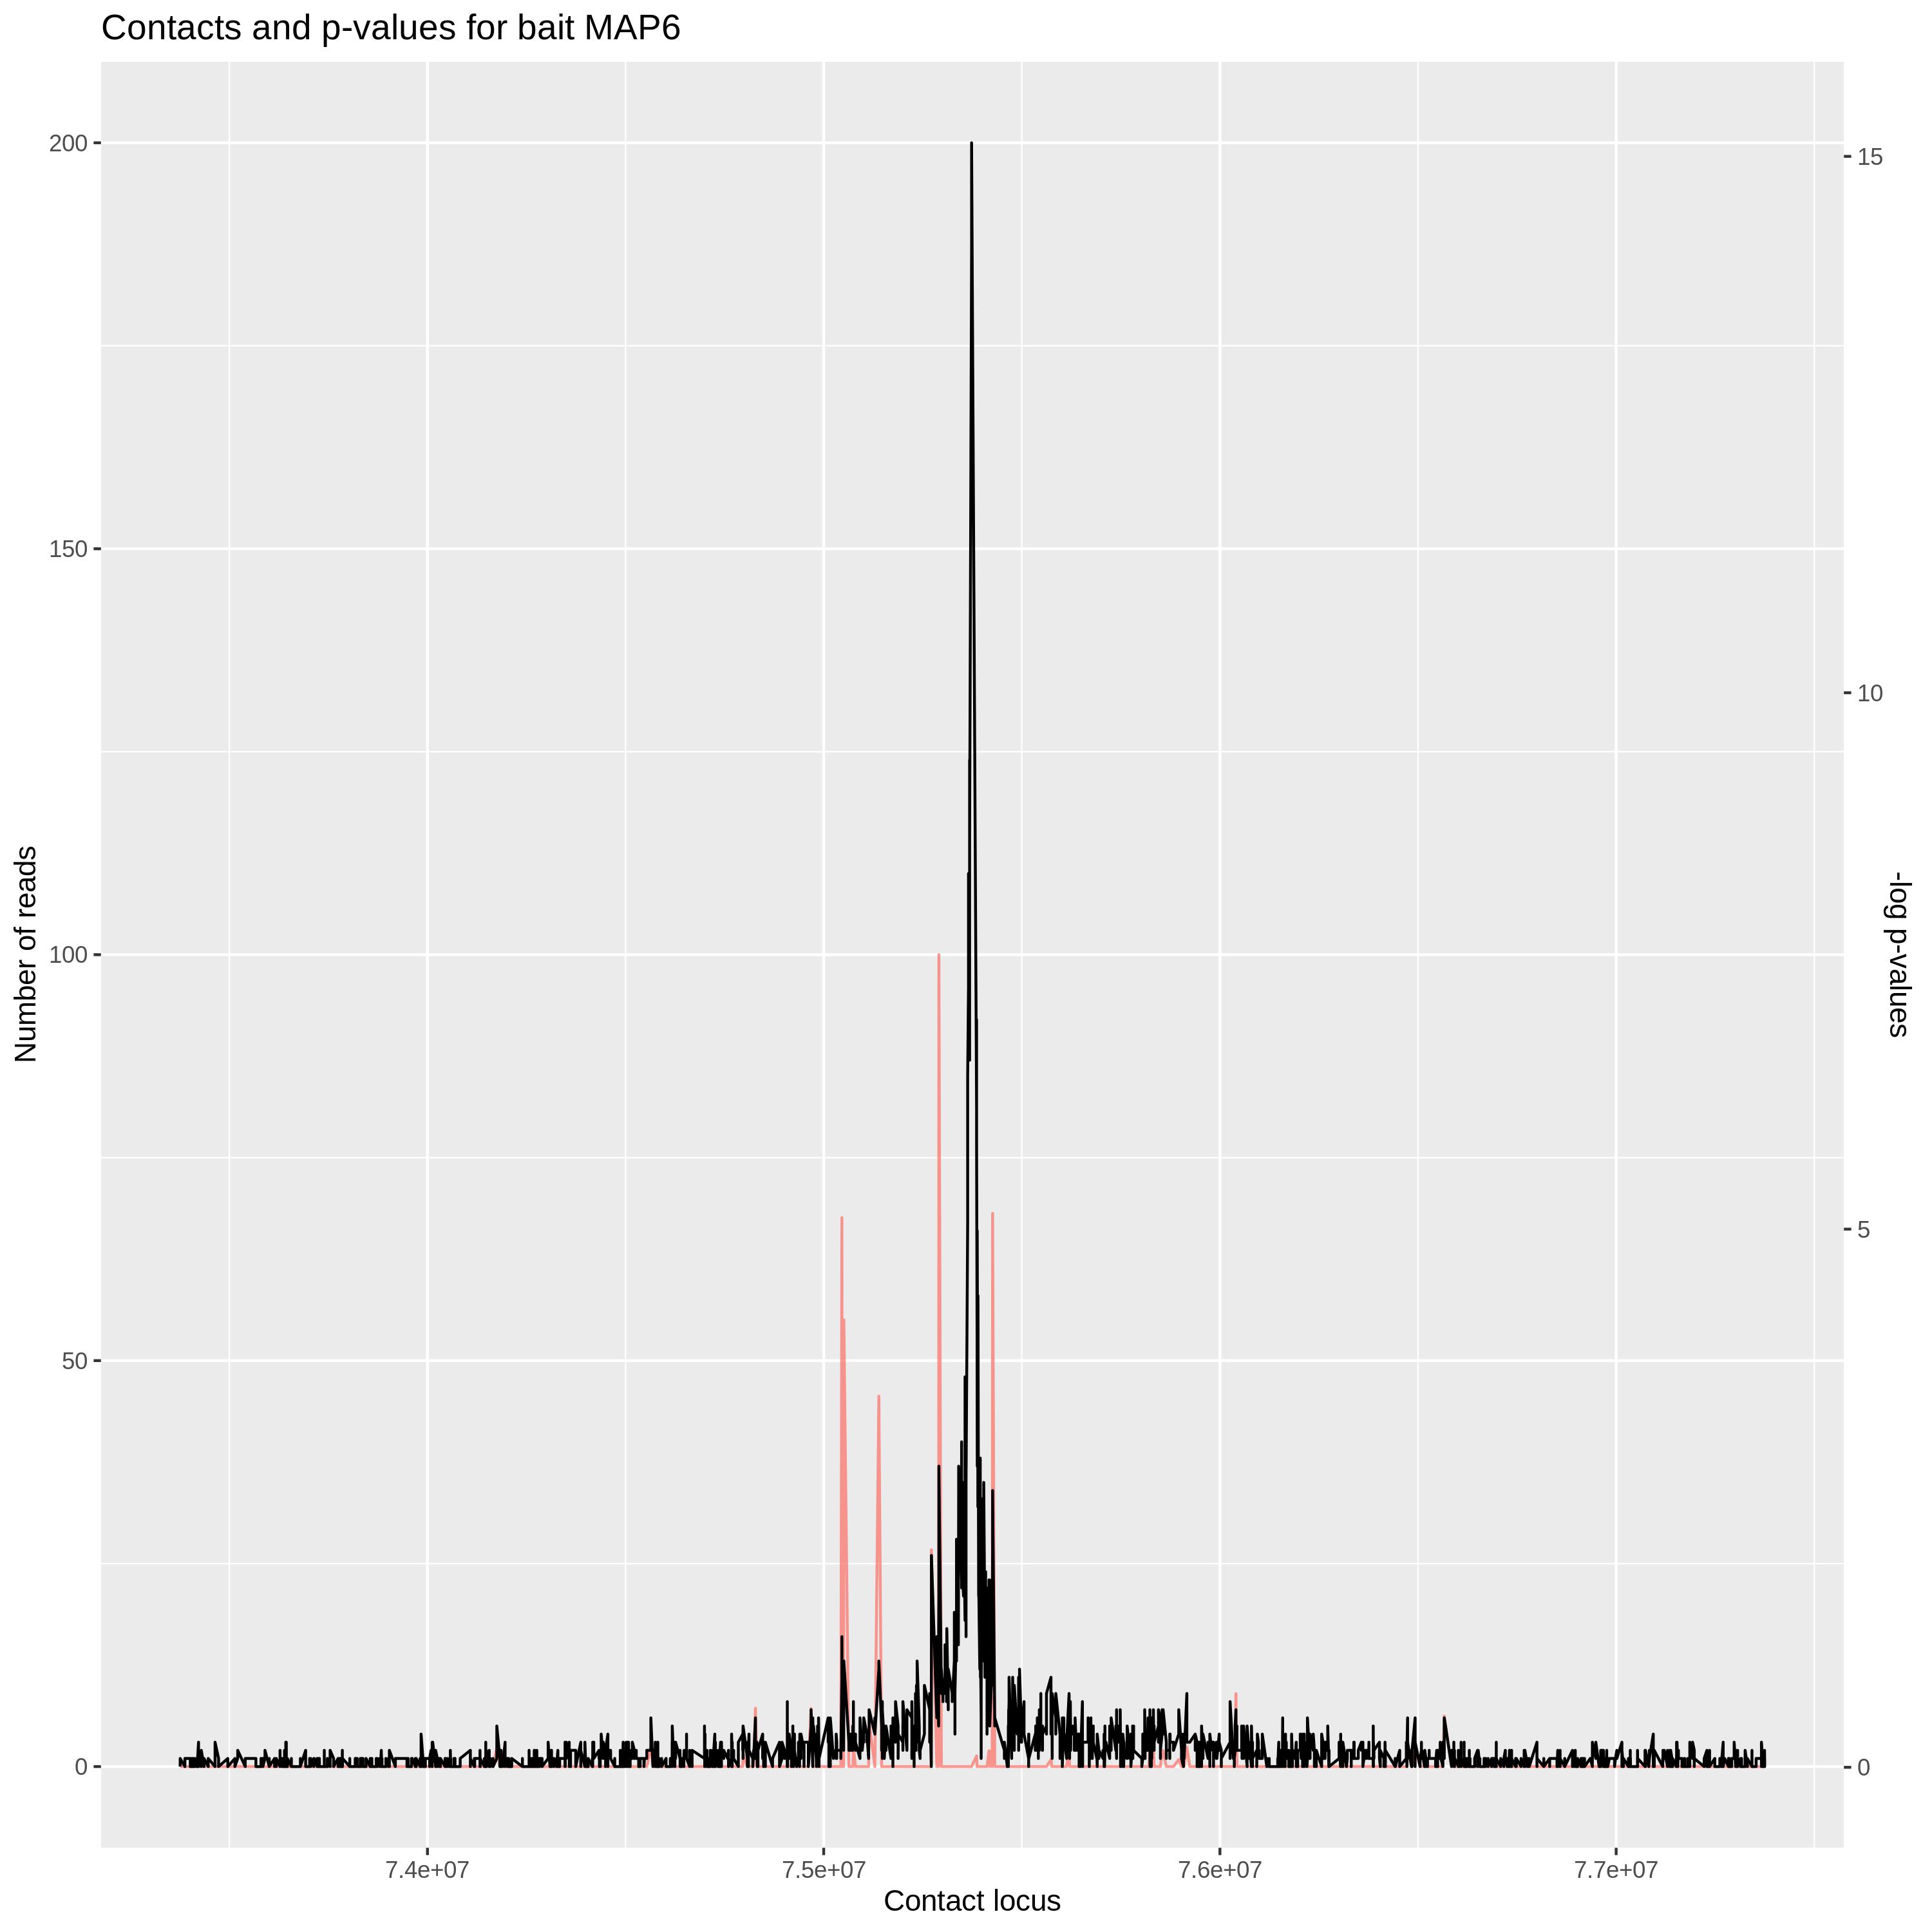 Contacts and p-values for bait MAP6
200
150
100
50
0
Number of reads
15
10
5
0
-log p-values
7.4e+07
7.5e+07
7.6e+07
7.7e+07
Contact locus